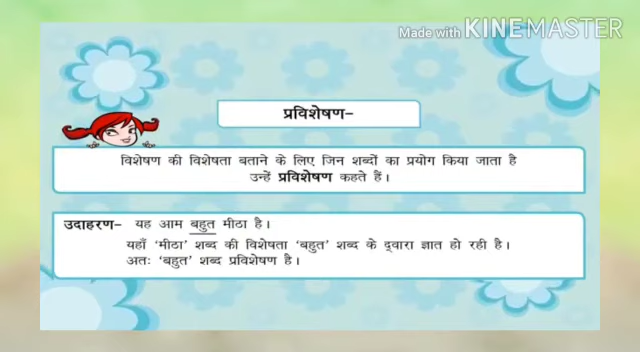 Made with KINEMASTER
प्रविशेषण-
विशेषण की विशेषता बताने के लिए जिन शब्दों का प्रयोग किया जाता है
उन्हें प्रविशेषण कहते हैं।
उदाहरण- यह आम बहुत मीठा है।
यहाँ ‘मीठा’ शब्द की विशेषता ‘बहुत’ शब्द के द्वारा ज्ञात हो रही है।
अतः ‘बहुत’ शब्द प्रविशेषण है।